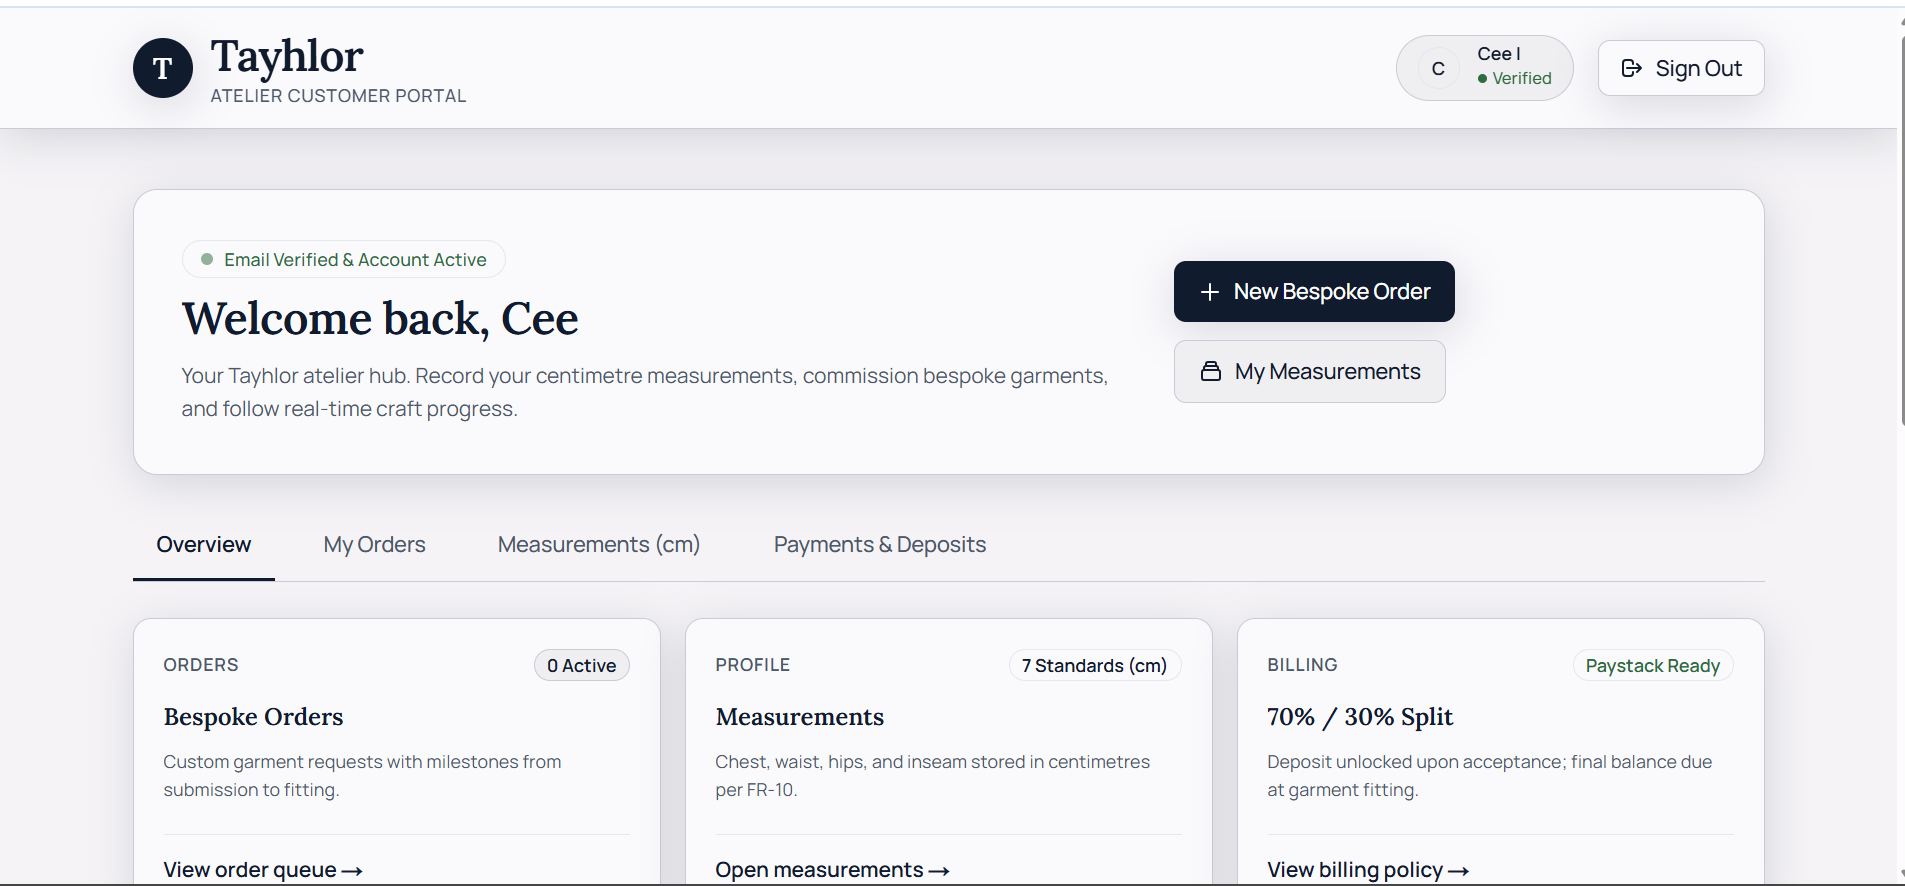 T
Tayhlor
ATELIER CUSTOMER PORTAL
C
Cee I
Verified
Sign Out
Email Verified & Account Active
Welcome back, Cee
Your Tayhlor atelier hub. Record your centimetre measurements, commission bespoke garments,
and follow real-time craft progress.
New Bespoke Order
My Measurements
Overview
My Orders
Measurements (cm)
Payments & Deposits
ORDERS
0 Active
Bespoke Orders
Custom garment requests with milestones from
submission to fitting.
View order queue →
PROFILE
7 Standards (cm)
Measurements
Chest, waist, hips, and inseam stored in centimetres
per FR-10.
Open measurements →
BILLING
Paystack Ready
70% / 30% Split
Deposit unlocked upon acceptance; final balance due
at garment fitting.
View billing policy →